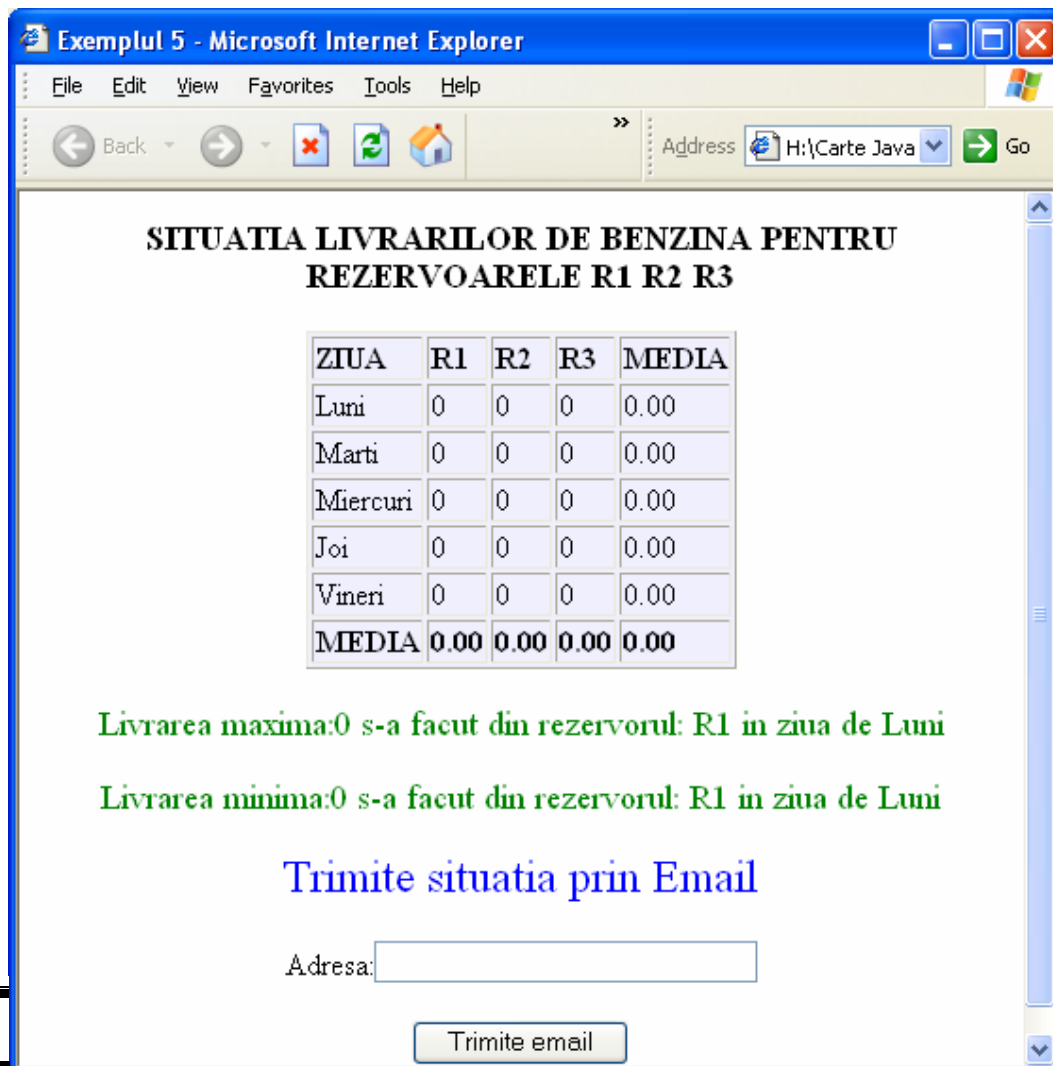 Exemplul 5 - Microsoft Internet Explorer
File Edit View Favorites Tools Help
Back » Address H:\Carte Java Go
SITUATIA LIVRARILOR DE BENZINA PENTRU
REZERVOARELE R1 R2 R3
ZIUA R1 R2 R3 MEDIA
Luni 0 0 0 0.00
Marti 0 0 0 0.00
Miercuri 0 0 0 0.00
Joi 0 0 0 0.00
Vineri 0 0 0 0.00
MEDIA 0.00 0.00 0.00 0.00
Livrarea maxima:0 s-a facut din rezervorul: R1 in ziua de Luni
Livrarea minima:0 s-a facut din rezervorul: R1 in ziua de Luni
Trimite situatia prin Email
Adresa:
Trimite email